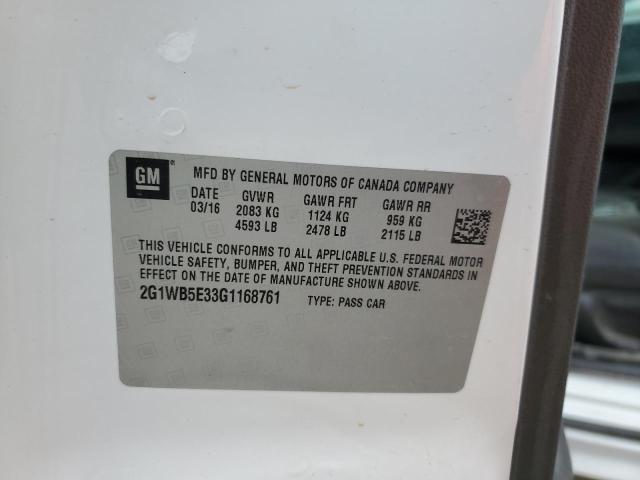 GM
MFD BY GENERAL MOTORS OF CANADA COMPANY
DATE GVWR GAWR FRT GAWR RR
03/16 2083 KG 1124 KG 959 KG
4593 LB 2478 LB 2115 LB
THIS VEHICLE CONFORMS TO ALL APPLICABLE U.S. FEDERAL MOTOR
VEHICLE SAFETY, BUMPER, AND THEFT PREVENTION STANDARDS IN
EFFECT ON THE DATE OF MANUFACTURE SHOWN ABOVE.
2G1WB5E33G1168761 TYPE: PASS CAR